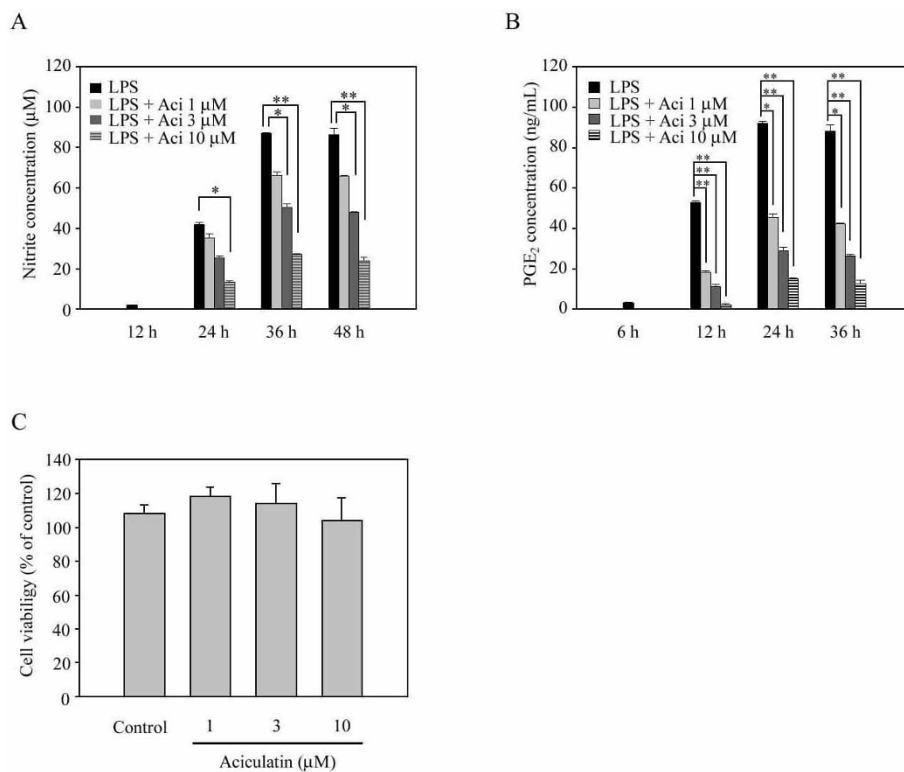 A
Nitrite concentration (μM)
120
100
80
60
40
20
0
LPS
LPS + Aci 1 μM
LPS + Aci 3 μM
LPS + Aci 10 μM
*
**
*
**
*
12 h
24 h
36 h
48 h
B
PGE₂ concentration (ng/mL)
120
100
80
60
40
20
0
LPS
LPS + Aci 1 μM
LPS + Aci 3 μM
LPS + Aci 10 μM
**
**
**
**
**
*
**
**
*
6 h
12 h
24 h
36 h
C
Cell viabiligy (% of control)
140
120
100
80
60
40
20
0
Control
1
3
10
Aciculatin (μM)